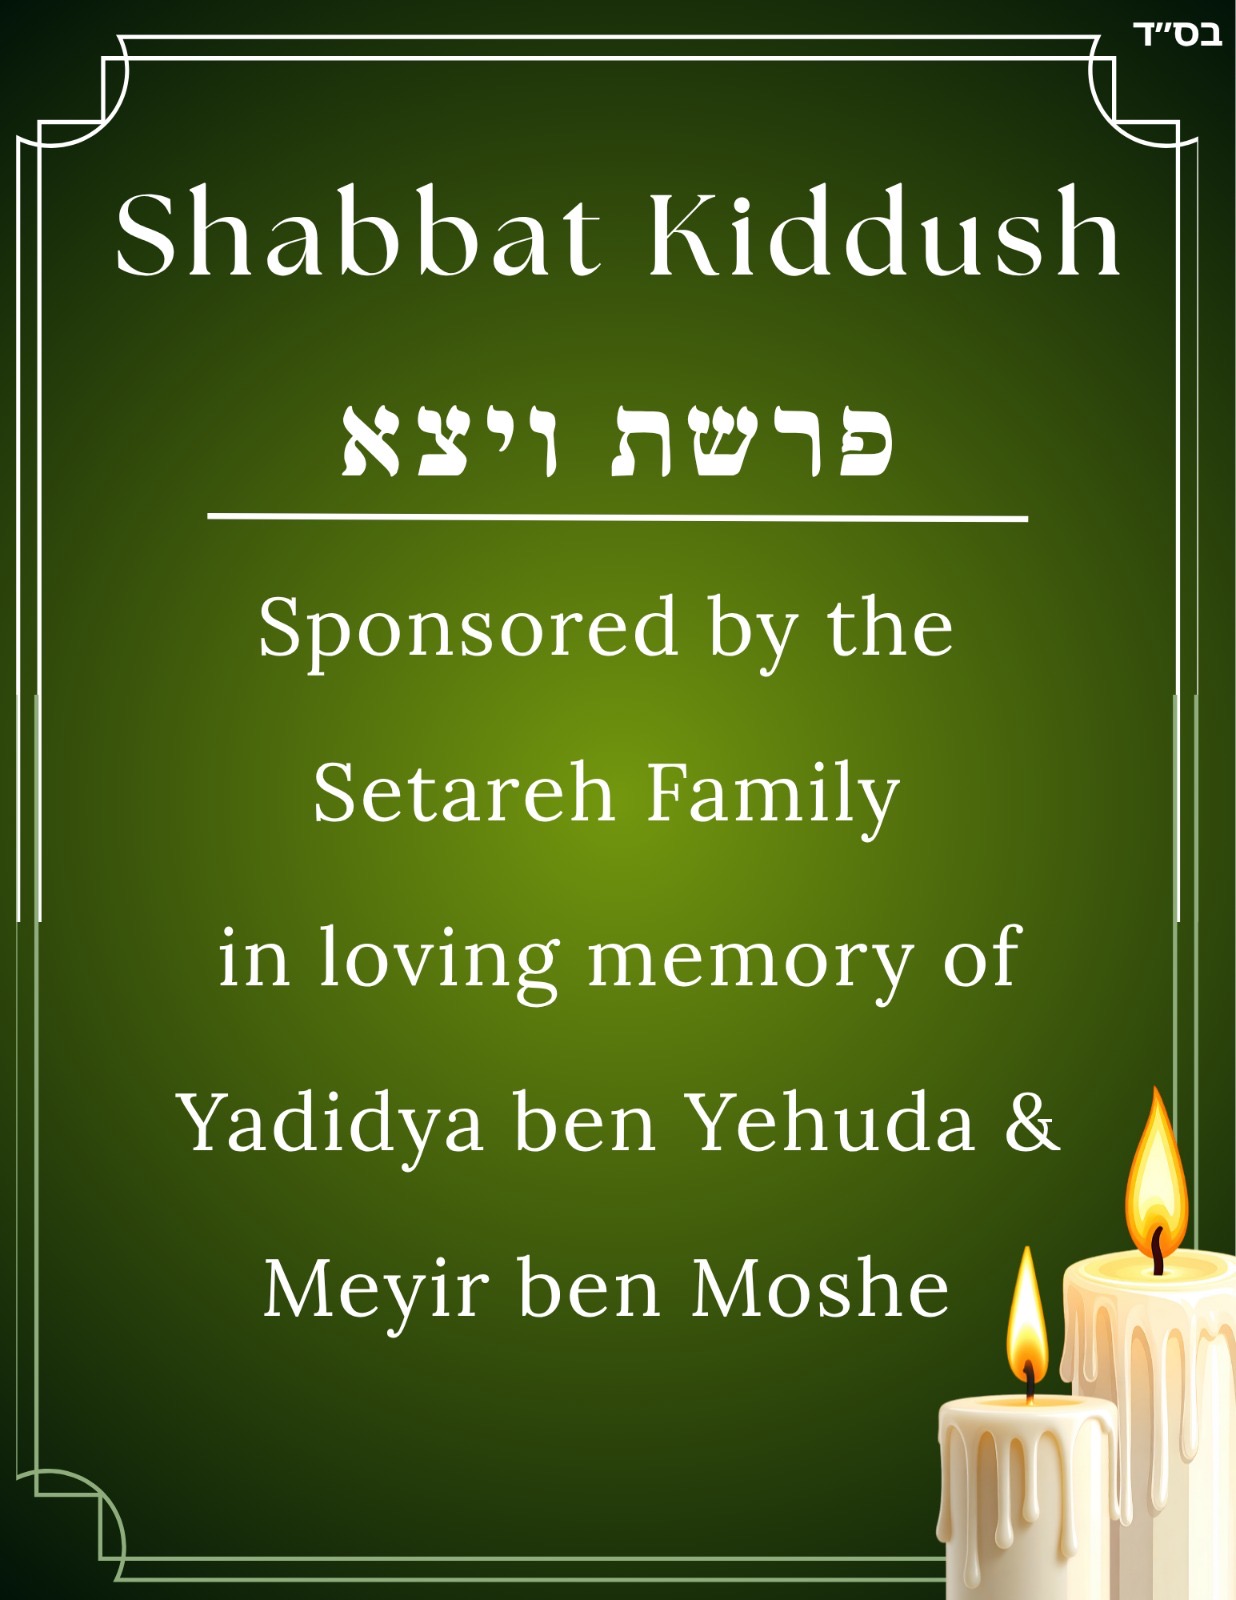 בס״ד
Shabbat Kiddush
פרשת ויצא
Sponsored by the
Setareh Family
in loving memory of
Yadidya ben Yehuda &
Meyir ben Moshe